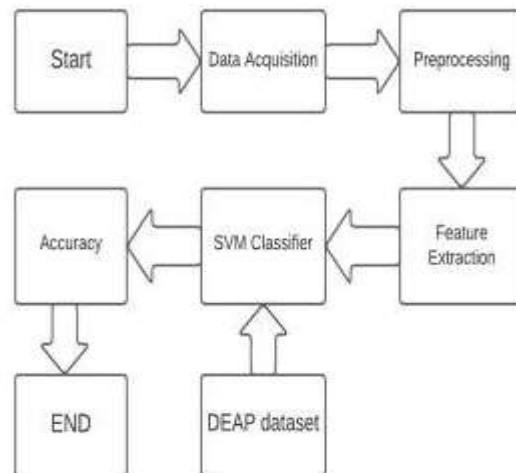 Start
Data Acquisition
Preprocessing
Feature
Extraction
SVM Classifier
Accuracy
END
DEAP dataset